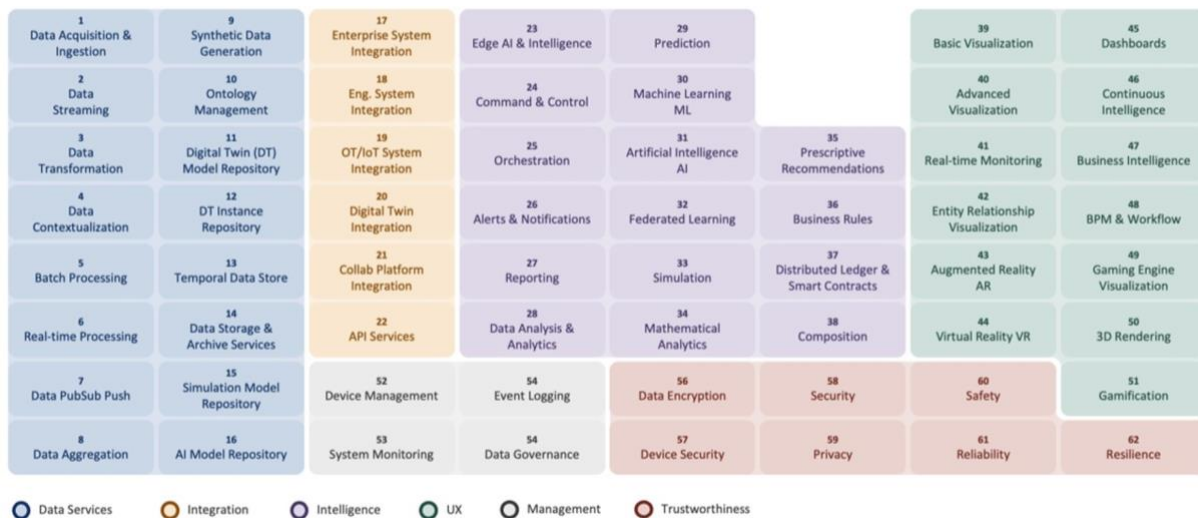 1
Data Acquisition &
Ingestion
9
Synthetic Data
Generation
17
Enterprise System
Integration
23
Edge AI & Intelligence
29
Prediction
39
Basic Visualization
45
Dashboards
2
Data
Streaming
10
Ontology
Management
18
Eng. System
Integration
24
Command & Control
30
Machine Learning
ML
40
Advanced
Visualization
46
Continuous
Intelligence
3
Data
Transformation
11
Digital Twin (DT)
Model Repository
19
OT/IoT System
Integration
25
Orchestration
31
Artificial Intelligence
AI
35
Prescriptive
Recommendations
41
Real-time Monitoring
47
Business Intelligence
4
Data
Contextualization
12
DT Instance
Repository
20
Digital Twin
Integration
26
Alerts & Notifications
32
Federated Learning
36
Business Rules
42
Entity Relationship
Visualization
48
BPM & Workflow
5
Batch Processing
13
Temporal Data Store
21
Collab Platform
Integration
27
Reporting
33
Simulation
37
Distributed Ledger &
Smart Contracts
43
Augmented Reality
AR
49
Gaming Engine
Visualization
6
Real-time Processing
14
Data Storage &
Archive Services
22
API Services
28
Data Analysis &
Analytics
34
Mathematical
Analytics
38
Composition
44
Virtual Reality VR
50
3D Rendering
7
Data PubSub Push
15
Simulation Model
Repository
52
Device Management
54
Event Logging
56
Data Encryption
58
Security
60
Safety
51
Gamification
8
Data Aggregation
16
AI Model Repository
53
System Monitoring
54
Data Governance
57
Device Security
59
Privacy
61
Reliability
62
Resilience
Data Services
Integration
Intelligence
UX
Management
Trustworthiness